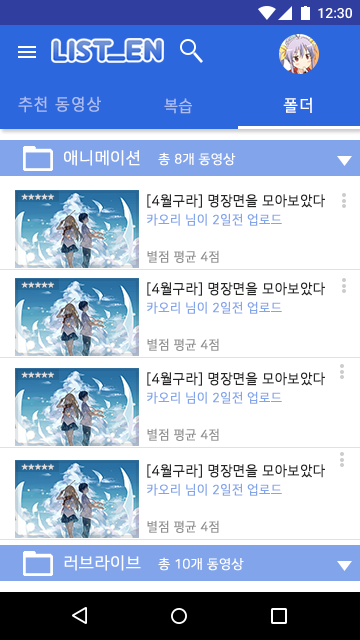 12:30
LIST_EN
추천 동영상 복습 폴더
애니메이션 총 8개 동영상
[4월구라] 명장면을 모아보았다
카오리 님이 2일전 업로드
별점 평균 4점
[4월구라] 명장면을 모아보았다
카오리 님이 2일전 업로드
별점 평균 4점
[4월구라] 명장면을 모아보았다
카오리 님이 2일전 업로드
별점 평균 4점
[4월구라] 명장면을 모아보았다
카오리 님이 2일전 업로드
별점 평균 4점
러브라이브 총 10개 동영상